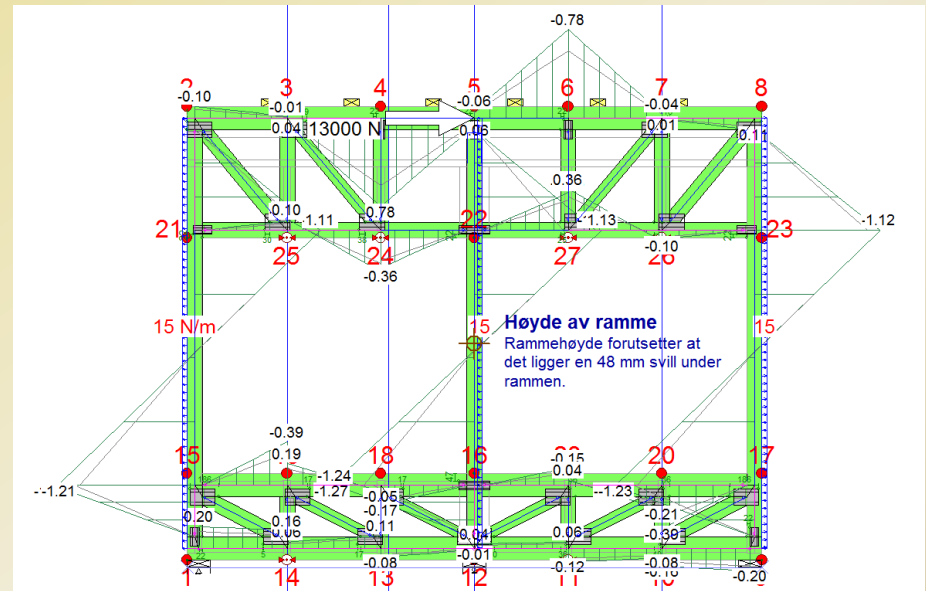 -0.78
2 3 4 5 6 7 8
-0.10 -0.01 -0.06 -0.04
0.04 13000 N 0.06 0.01 0.11
0.36
0.10 -1.11 0.78 -1.13 -1.12
21 22 23
-0.10
25 24 27 26
-0.36
15 N/m 15 15
Høyde av ramme
Rammehøyde forutsetter at
det ligger en 48 mm svill under
rammen.
-0.39
15 0.19 18 16 -0.15 20 17
-1.24 0.04
-1.21 -1.27 -0.05 -1.23
0.20 0.16 -0.17 -0.21
0.06 0.11 0.04 0.06 -0.39
-0.01
-0.08 -0.12 -0.16 -0.20
1 14 13 12